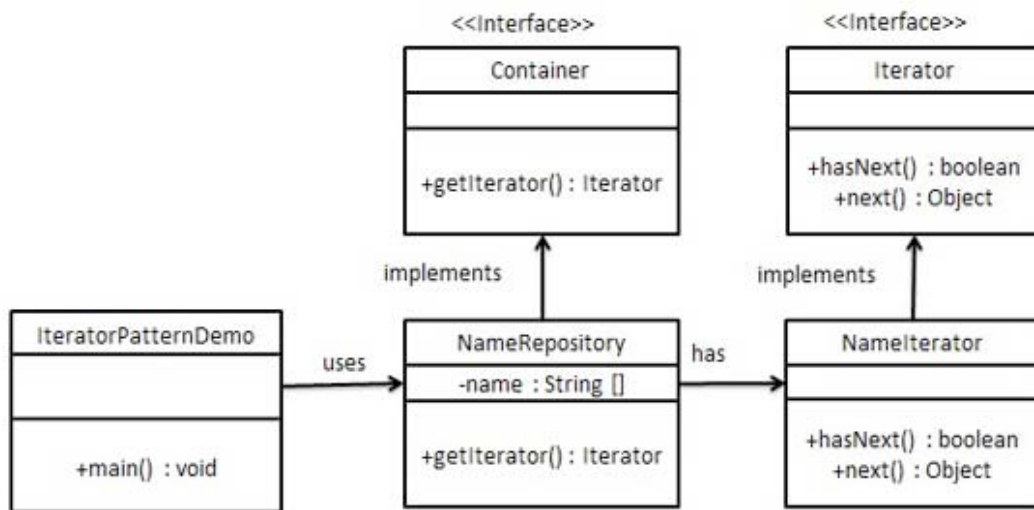 <<Interface>>
Container
+getIterator() : Iterator
<<Interface>>
Iterator
+hasNext() : boolean
+next() : Object
implements
implements
IteratorPatternDemo
+main() : void
uses
NameRepository
-name : String []
+getIterator() : Iterator
has
NameIterator
+hasNext() : boolean
+next() : Object